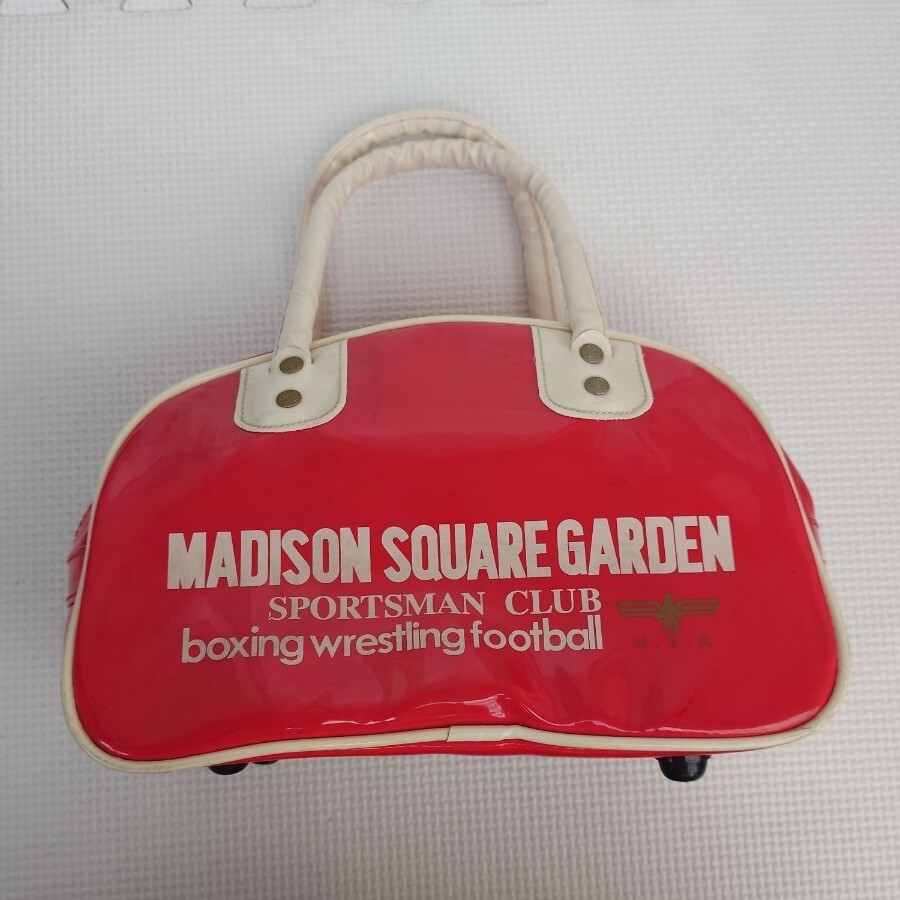 MADISON SQUARE GARDEN
SPORTSMAN CLUB
boxing wrestling football
U.S.A